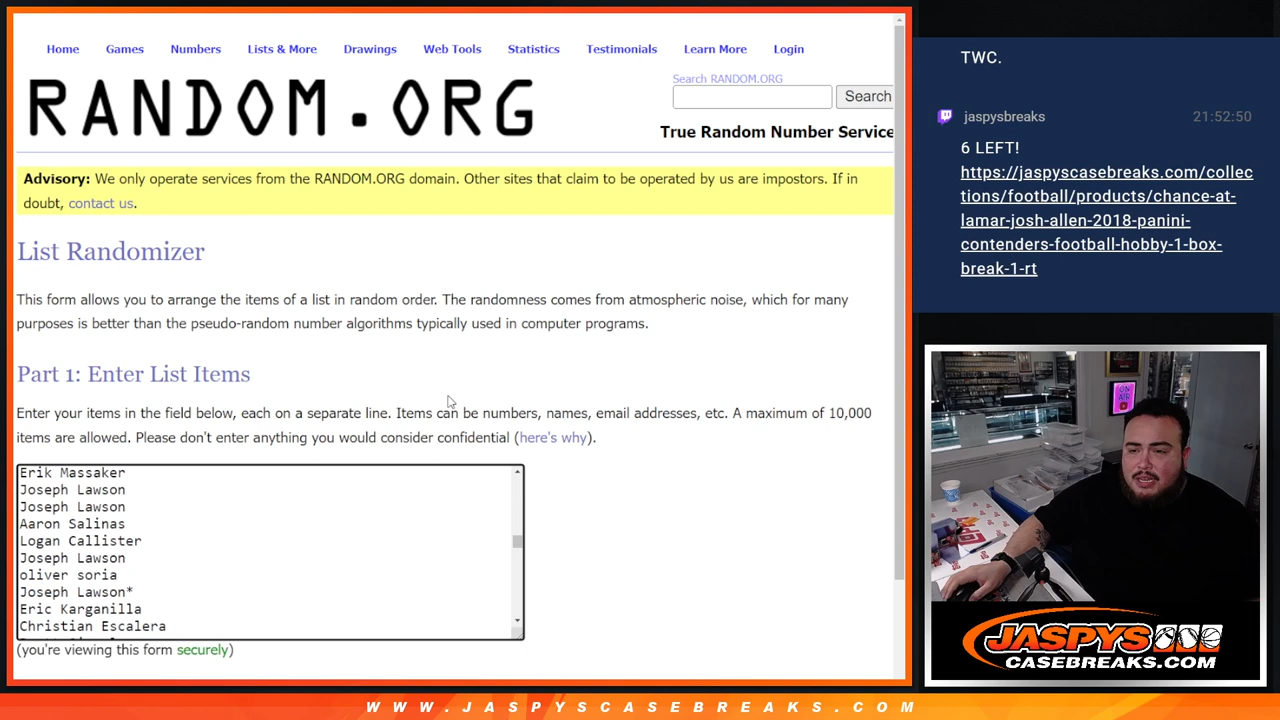 Home Games Numbers Lists & More Drawings Web Tools Statistics Testimonials Learn More Login
RANDOM.ORG
Search RANDOM.ORG
Search
True Random Number Service
Advisory: We only operate services from the RANDOM.ORG domain. Other sites that claim to be operated by us are impostors. If in
doubt, contact us.
List Randomizer
This form allows you to arrange the items of a list in random order. The randomness comes from atmospheric noise, which for many
purposes is better than the pseudo-random number algorithms typically used in computer programs.
Part 1: Enter List Items
Enter your items in the field below, each on a separate line. Items can be numbers, names, email addresses, etc. A maximum of 10,000
items are allowed. Please don't enter anything you would consider confidential (here's why).
Erik Massaker
Joseph Lawson
Joseph Lawson
Aaron Salinas
Logan Callister
Joseph Lawson
oliver soria
Joseph Lawson*
Eric Karganilla
Christian Escalera
(you're viewing this form securely)
TWC.
jaspysbreaks 21:52:50
6 LEFT!
https://jaspyscasebreaks.com/collec
tions/football/products/chance-at-
lamar-josh-allen-2018-panini-
contenders-football-hobby-1-box-
break-1-rt
ON
AIR
JASPYS
CASEBREAKS.COM
WWW.JASPYSCASEBREAKS.COM